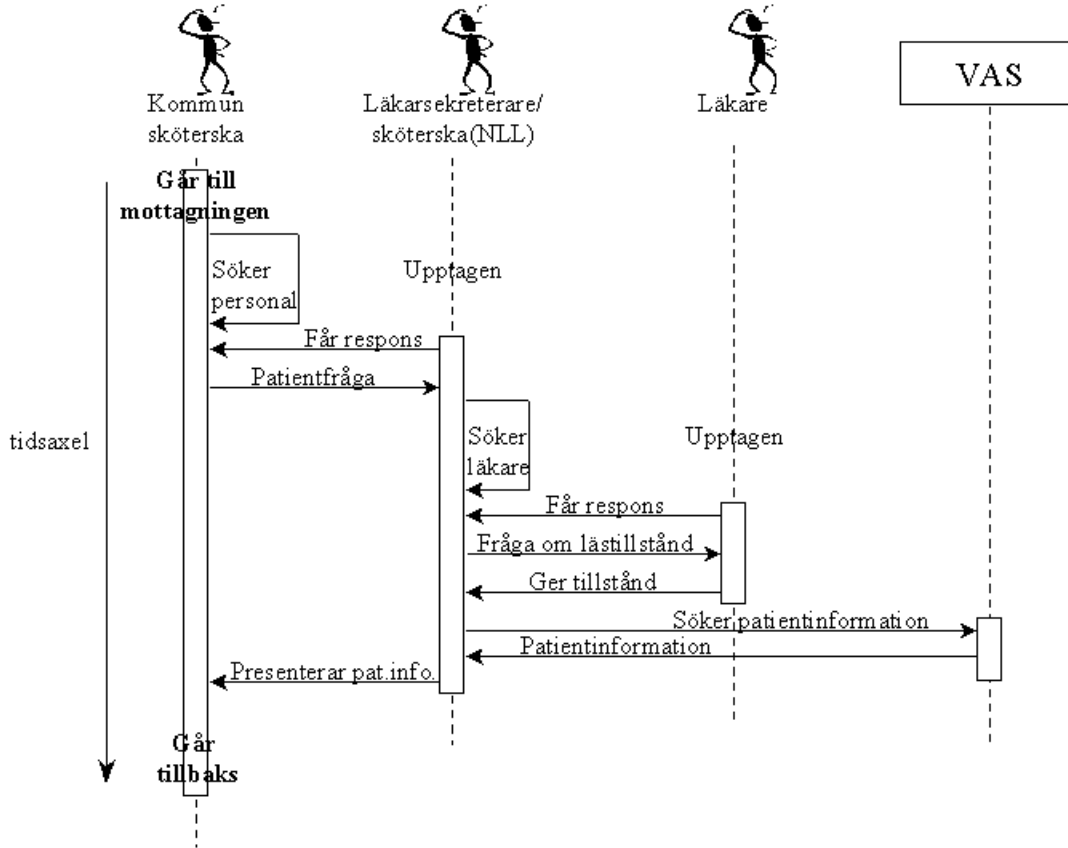 VAS
Kommun
sköterska
Läkarsekreterare/
sköterska(NLL)
Läkare
Går till
mottagningen
Söker
personal
Upptagen
Får respons
Patientfråga
tidsaxel
Söker
läkare
Upptagen
Får respons
Fråga om lästillstånd
Ger tillstånd
Söker patientinformation
Patientinformation
Presenterar pat.info.
Går
tillbaks